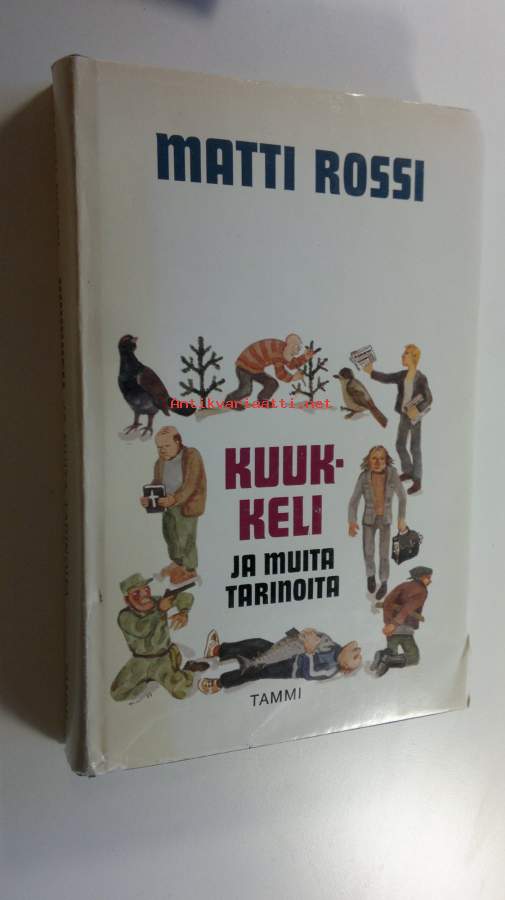 MATTI ROSSI
Antikvariaatti.net
KUUK-
KELI
JA MUITA
TARINOITA
TAMMI